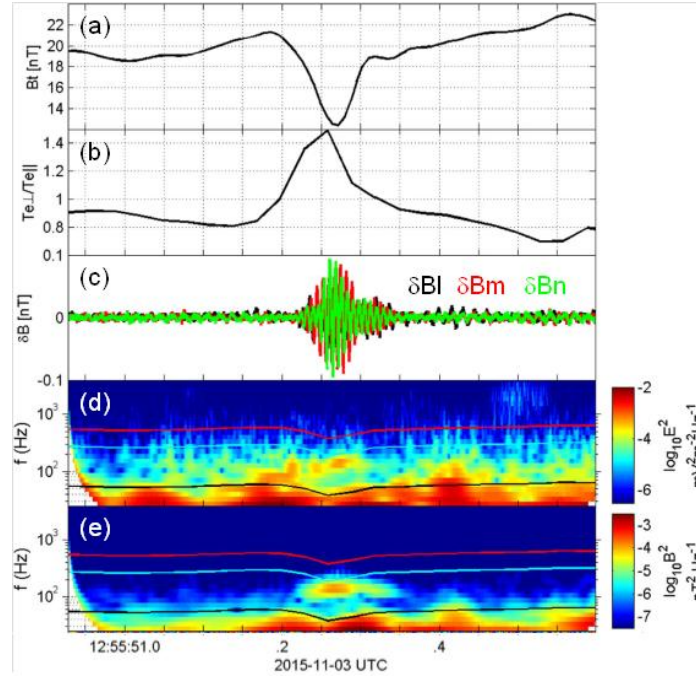 (a)
Bt [nT]
22
20
18
16
14
(b)
Te⊥/Te||
1.4
1.2
1
0.8
0.1
(c)
δBl δBm δBn
δB [nT]
0
-0.1
(d)
f (Hz)
10³
10²
-2
-4
-6
log₁₀E²
(e)
f (Hz)
10³
10²
-3
-4
-5
-6
-7
log₁₀B²
12:55:51.0 .2 .4
2015-11-03 UTC